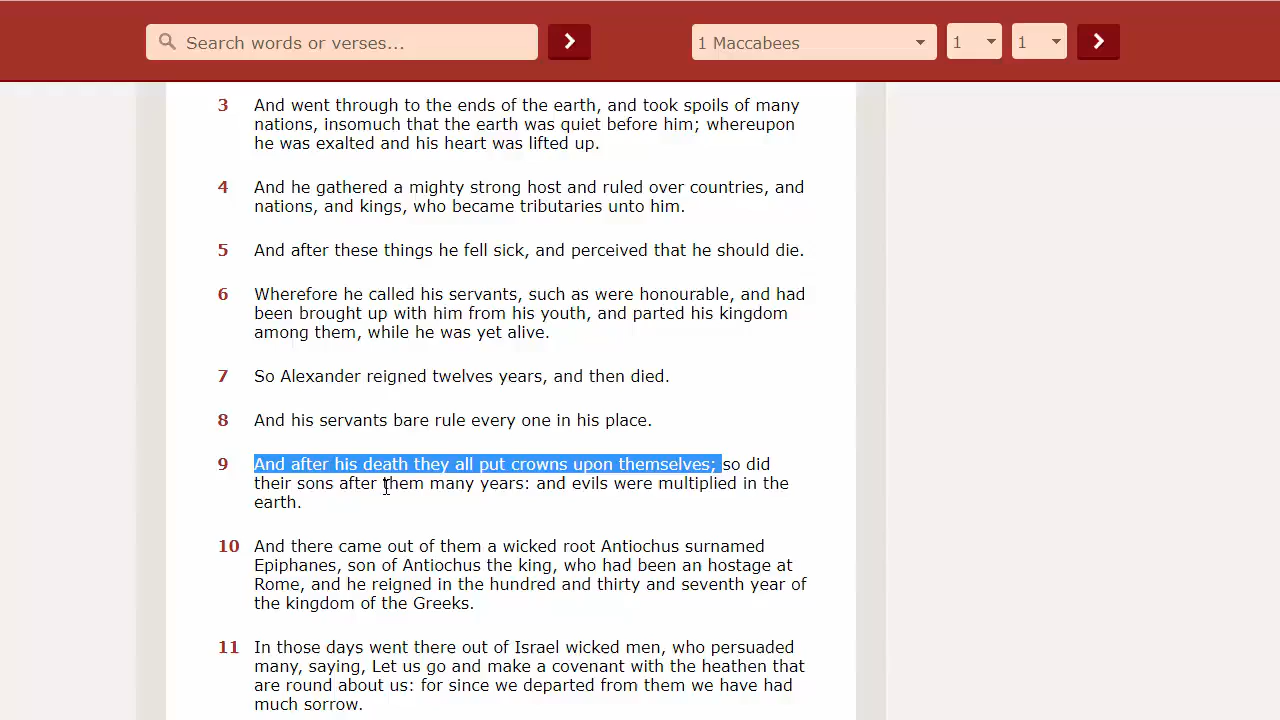 Search words or verses...
1 Maccabees
1
1
3 And went through to the ends of the earth, and took spoils of many
nations, insomuch that the earth was quiet before him; whereupon
he was exalted and his heart was lifted up.
4 And he gathered a mighty strong host and ruled over countries, and
nations, and kings, who became tributaries unto him.
5 And after these things he fell sick, and perceived that he should die.
6 Wherefore he called his servants, such as were honourable, and had
been brought up with him from his youth, and parted his kingdom
among them, while he was yet alive.
7 So Alexander reigned twelves years, and then died.
8 And his servants bare rule every one in his place.
9 And after his death they all put crowns upon themselves; so did
their sons after them many years: and evils were multiplied in the
earth.
10 And there came out of them a wicked root Antiochus surnamed
Epiphanes, son of Antiochus the king, who had been an hostage at
Rome, and he reigned in the hundred and thirty and seventh year of
the kingdom of the Greeks.
11 In those days went there out of Israel wicked men, who persuaded
many, saying, Let us go and make a covenant with the heathen that
are round about us: for since we departed from them we have had
much sorrow.